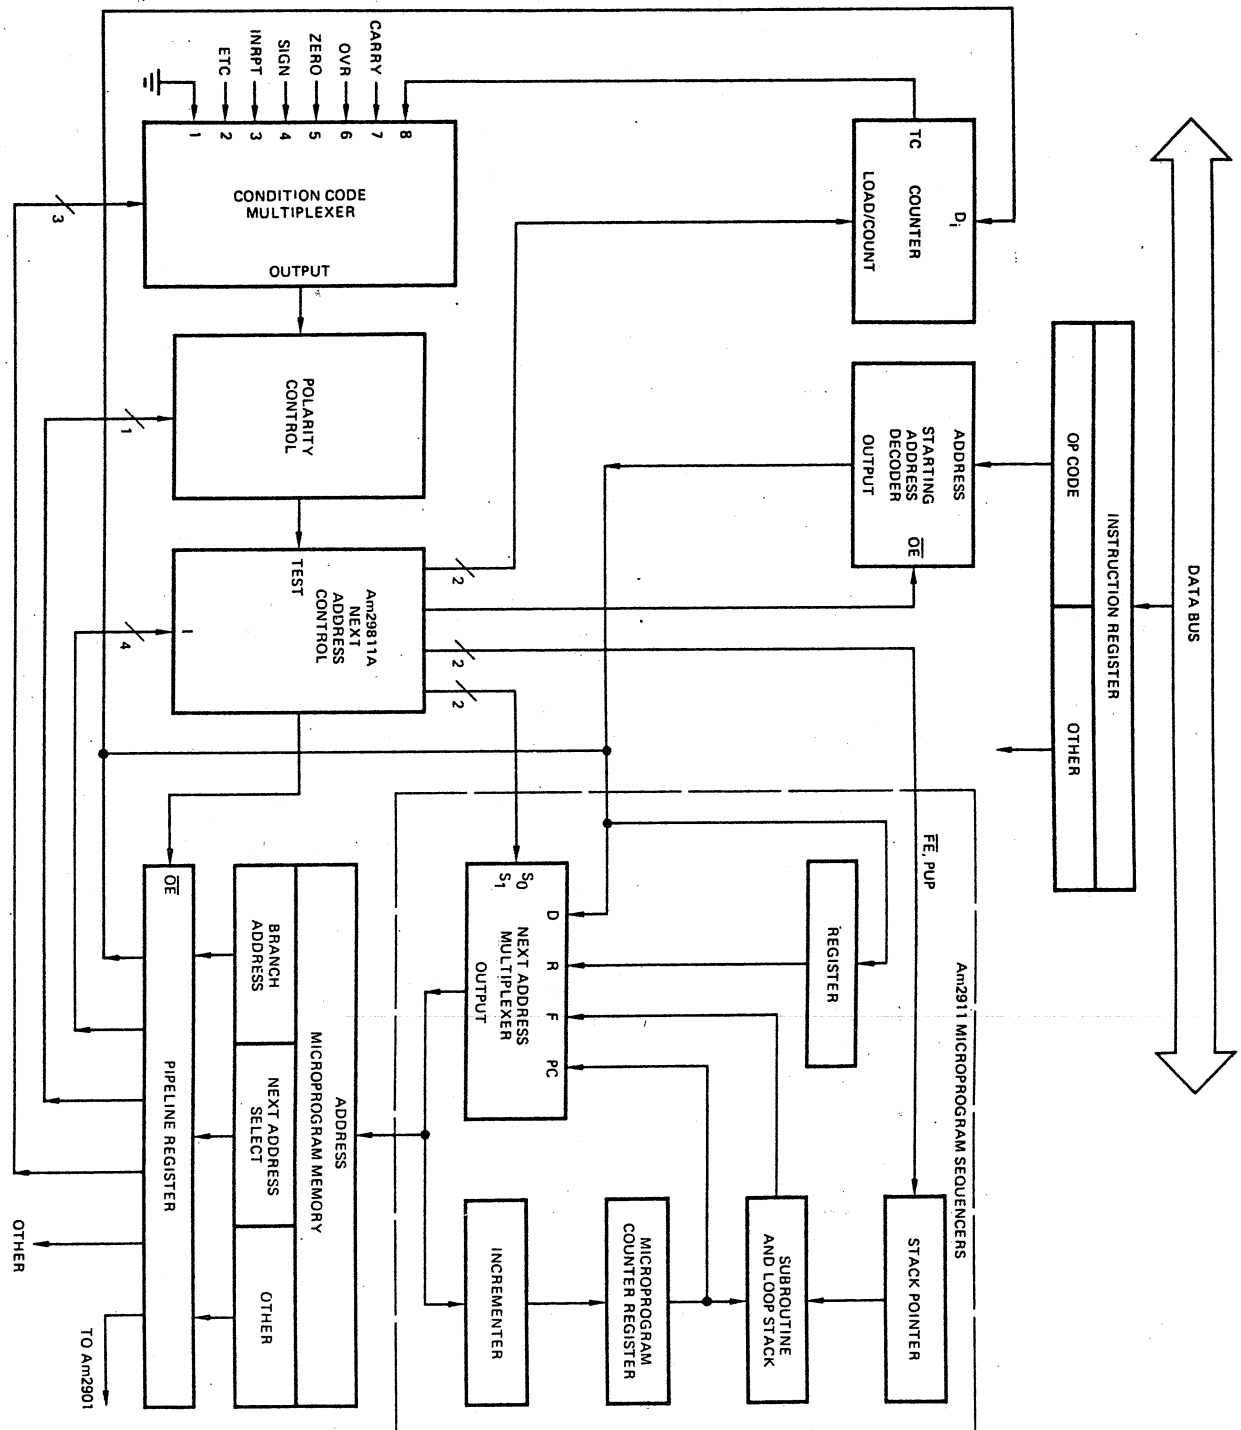 DATA BUS
INSTRUCTION REGISTER
OP CODE
OTHER
D̅i
TC COUNTER
LOAD/COUNT
ADDRESS
STARTING
ADDRESS
DECODER
OUTPUT
OE
CARRY
OVR
ZERO
SIGN
INRPT
ETC
8
7
6
5
4
3
2
1
CONDITION CODE
MULTIPLEXER
OUTPUT
3
POLARITY
CONTROL
1
Am29811A
NEXT
ADDRESS
CONTROL
TEST
I
4
2
2
2
Am2911 MICROPROGRAM SEQUENCERS
FE, PUP
REGISTER
STACK POINTER
SUBROUTINE
AND LOOP STACK
MICROPROGRAM
COUNTER REGISTER
INCREMENTER
D
R
F
PC
S0
S1
NEXT ADDRESS
MULTIPLEXER
OUTPUT
ADDRESS
MICROPROGRAM MEMORY
BRANCH
ADDRESS
NEXT ADDRESS
SELECT
OTHER
OE
PIPELINE REGISTER
OTHER
TO Am2901